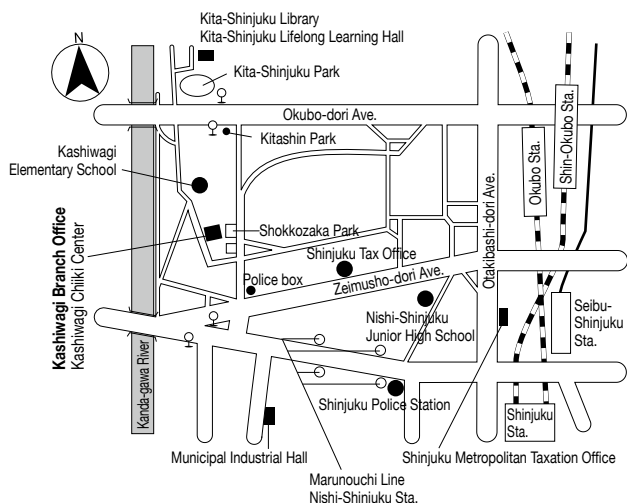 N
Kita-Shinjuku Library
Kita-Shinjuku Lifelong Learning Hall
Kita-Shinjuku Park
Okubo-dori Ave.
Kitashin Park
Kashiwagi
Elementary School
Otakibashi-dori Ave.
Okubo Sta.
Shin-Okubo Sta.
Kashiwagi Branch Office
Kashiwagi Chiiki Center
Shokkozaka Park
Shinjuku Tax Office
Zeimusho-dori Ave.
Police box
Nishi-Shinjuku
Junior High School
Seibu-
Shinjuku
Sta.
Kanda-gawa River
Shinjuku Police Station
Shinjuku
Sta.
Municipal Industrial Hall
Shinjuku Metropolitan Taxation Office
Marunouchi Line
Nishi-Shinjuku Sta.